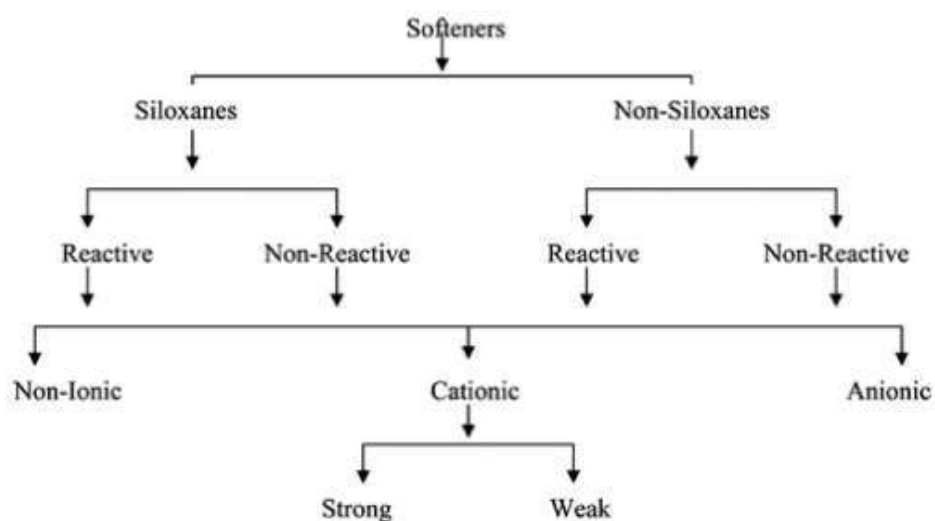 Softeners
Siloxanes Non-Siloxanes
Reactive Non-Reactive Reactive Non-Reactive
Non-Ionic Cationic Anionic
Strong Weak